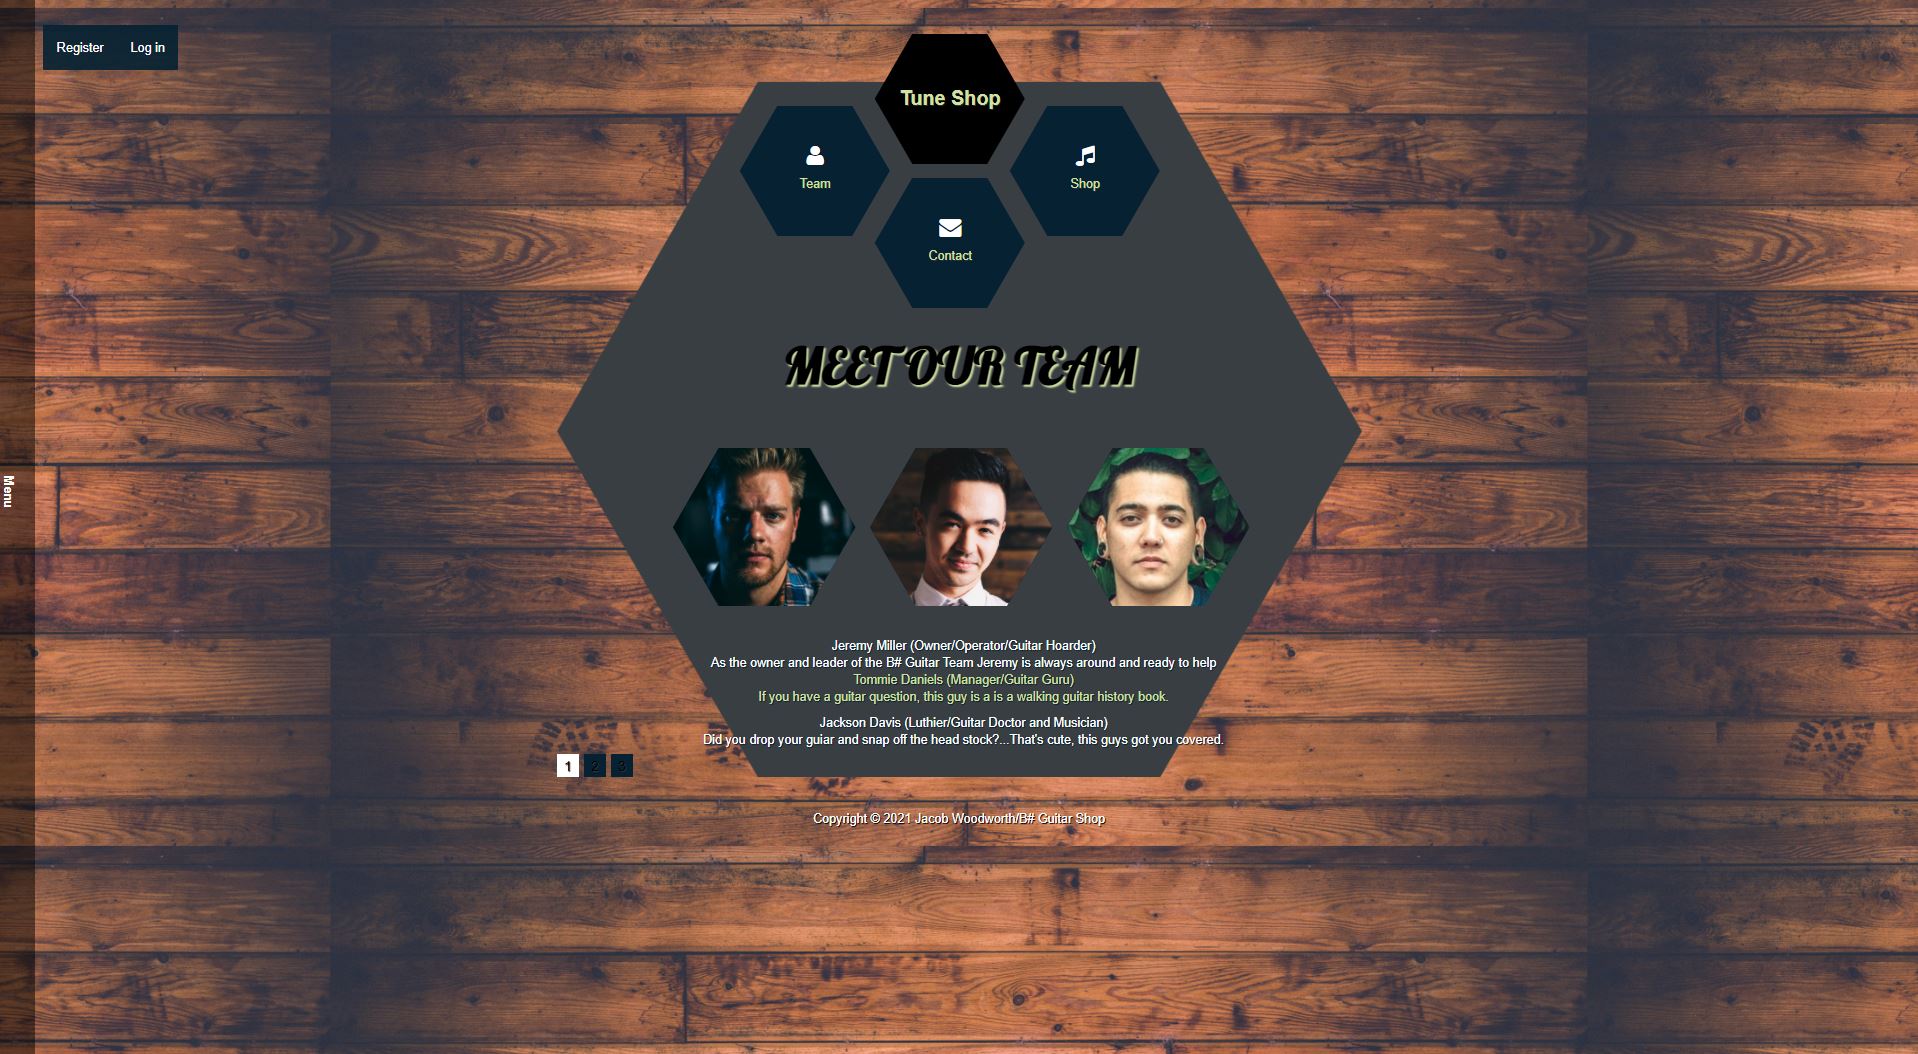 Register Log in
Tune Shop
Team
Shop
Contact
MEET OUR TEAM
Menu
Jeremy Miller (Owner/Operator/Guitar Hoarder)
As the owner and leader of the B# Guitar Team Jeremy is always around and ready to help
Tommie Daniels (Manager/Guitar Guru)
If you have a guitar question, this guy is a is a walking guitar history book.
Jackson Davis (Luthier/Guitar Doctor and Musician)
Did you drop your guiar and snap off the head stock?...That's cute, this guys got you covered.
1 2 3
Copyright © 2021 Jacob Woodworth/B# Guitar Shop